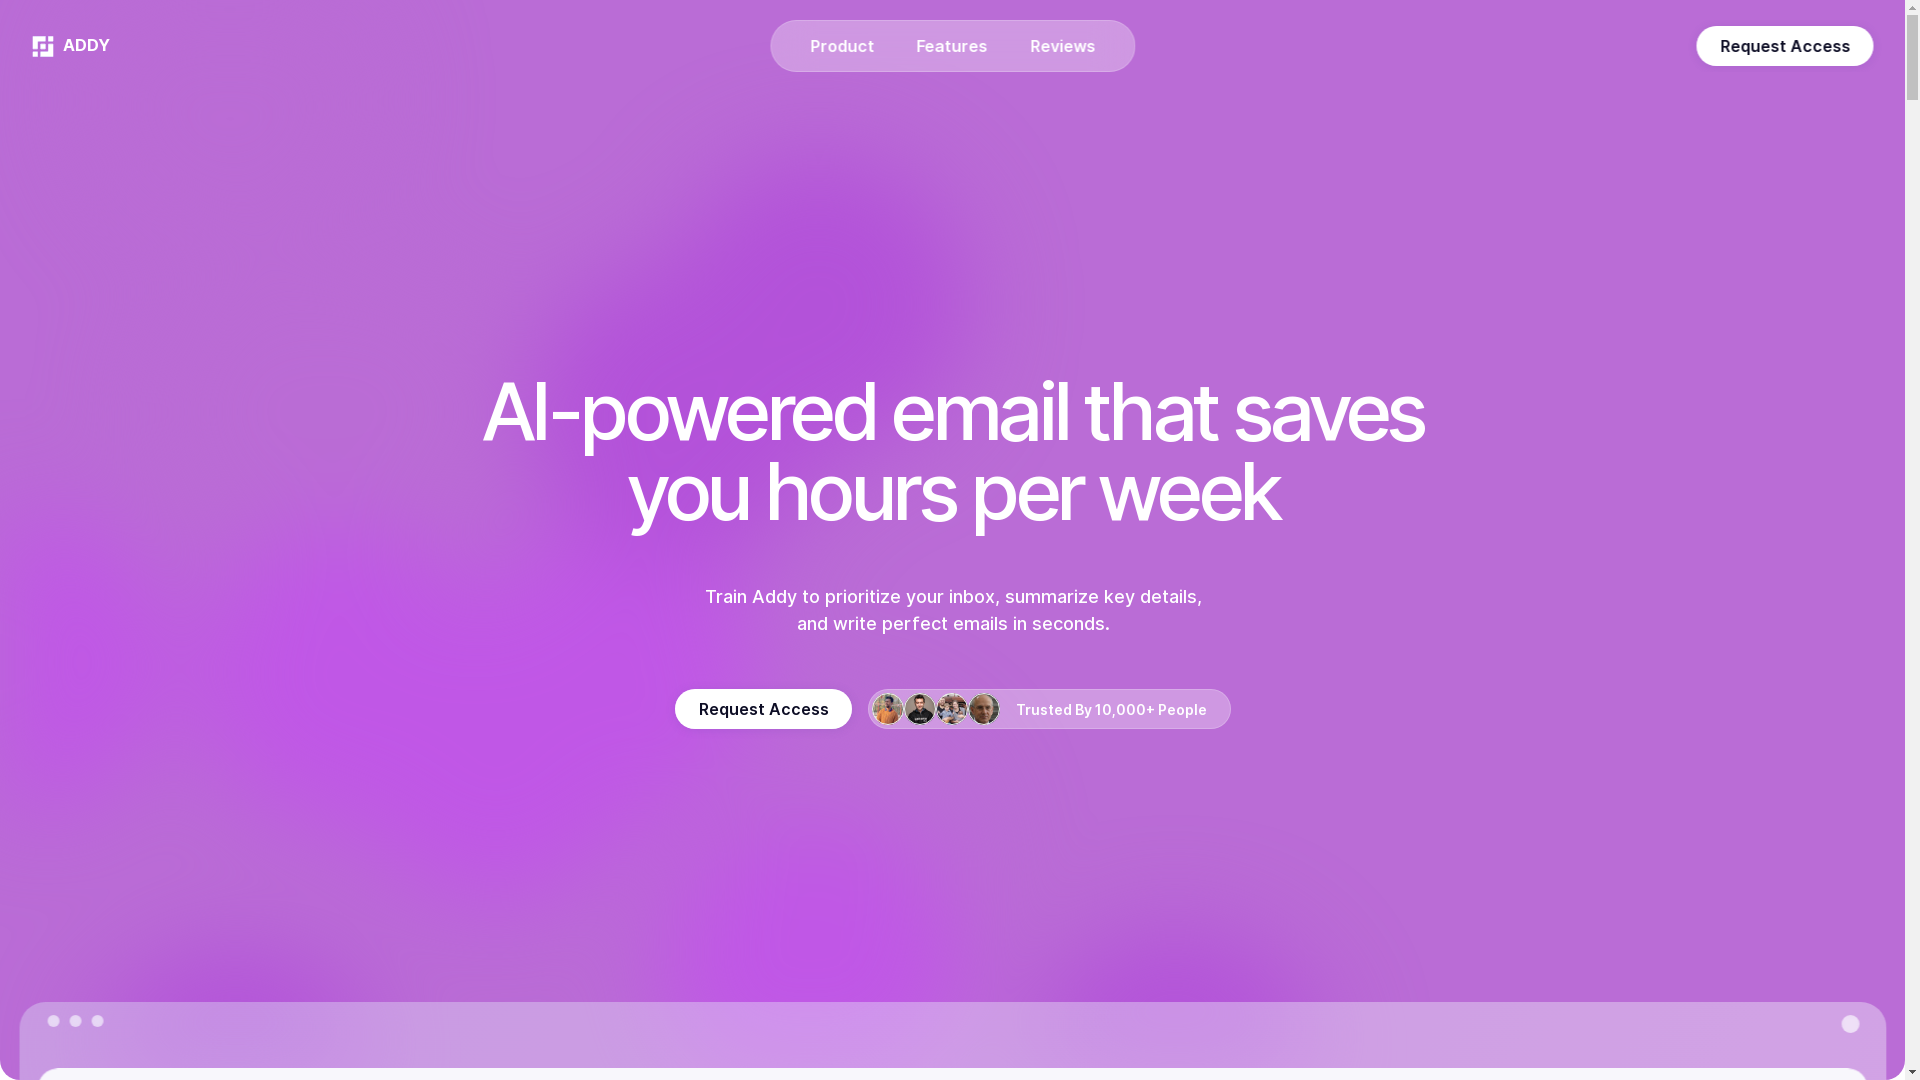 ADDY
Product Features Reviews
Request Access
AI-powered email that saves
you hours per week
Train Addy to prioritize your inbox, summarize key details,
and write perfect emails in seconds.
Request Access
Trusted By 10,000+ People